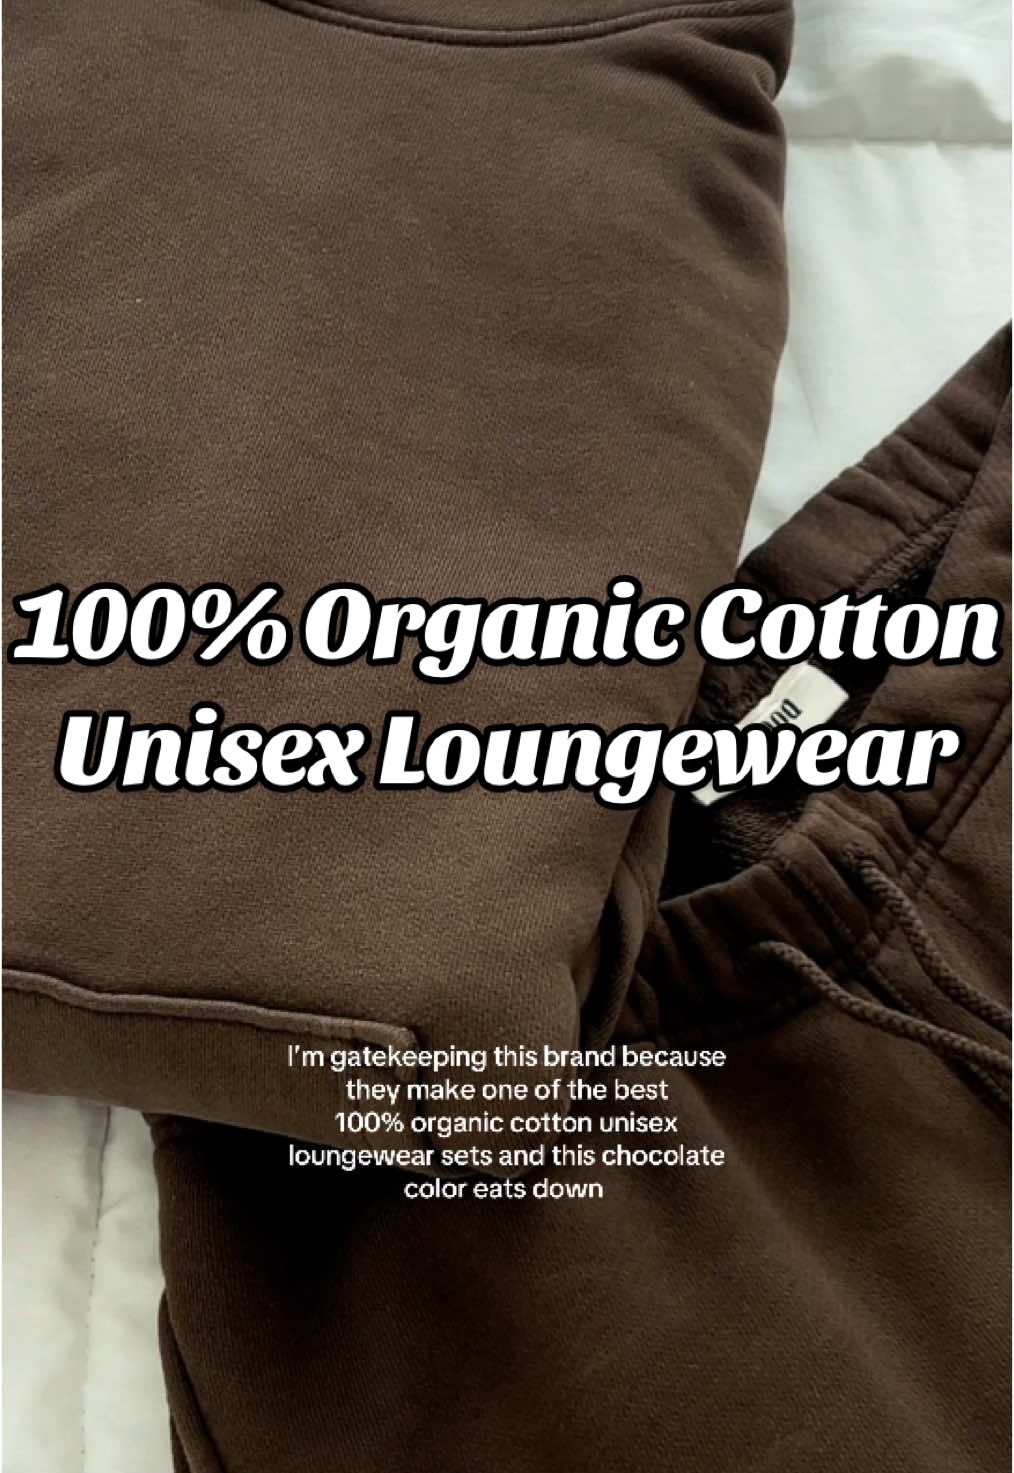 100% Organic Cotton
Unisex Loungewear
I'm gatekeeping this brand because
they make one of the best
100% organic cotton unisex
loungewear sets and this chocolate
color eats down